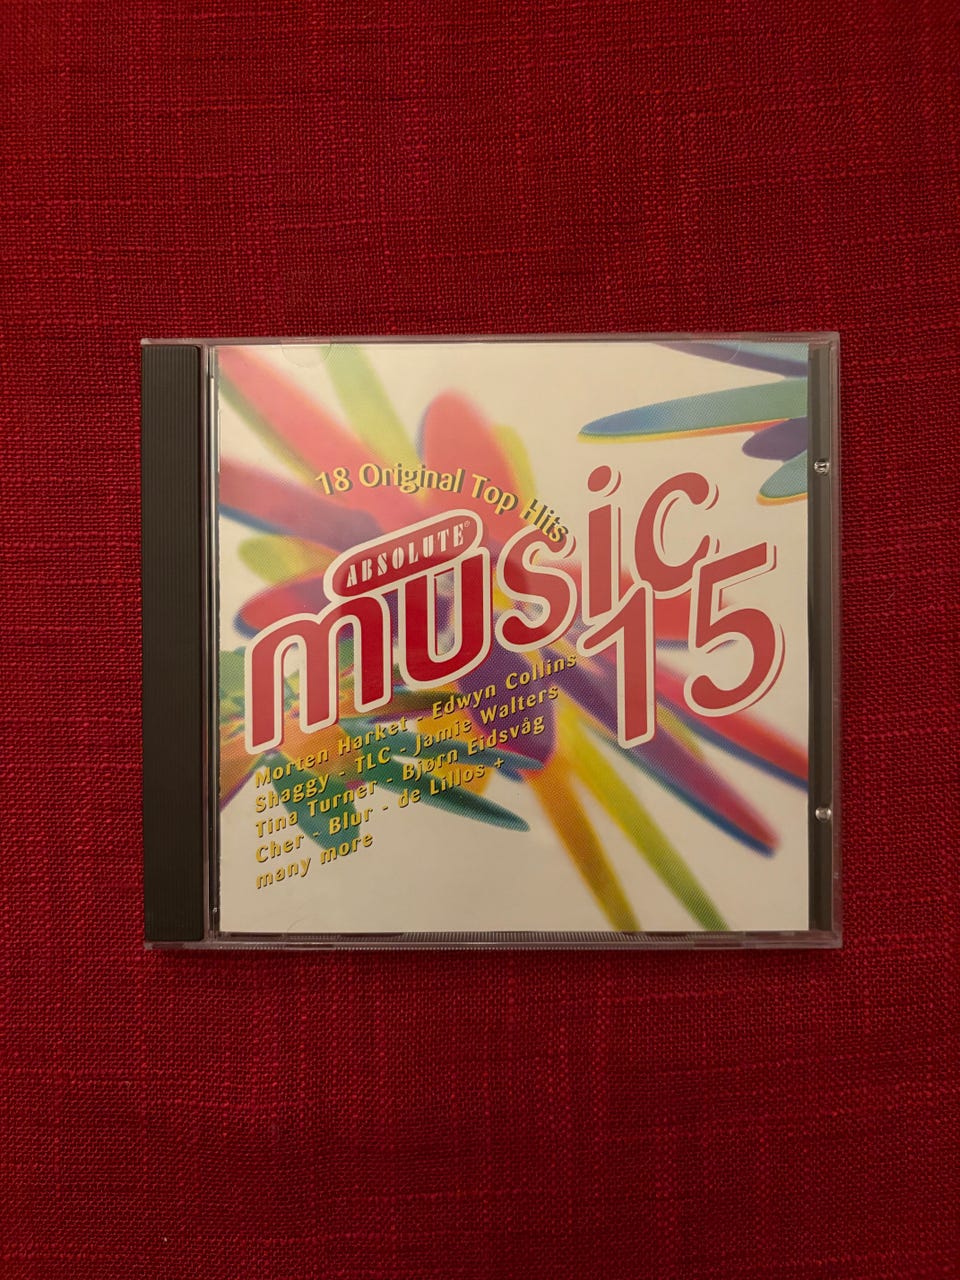 18 Original Top Hits
ABSOLUTE®
music 15
Morten Harket - Edwyn Collins
Shaggy - TLC - Jamie Walters
Tina Turner - Bjørn Eidsvåg
Cher - Blur - de Lillos +
many more